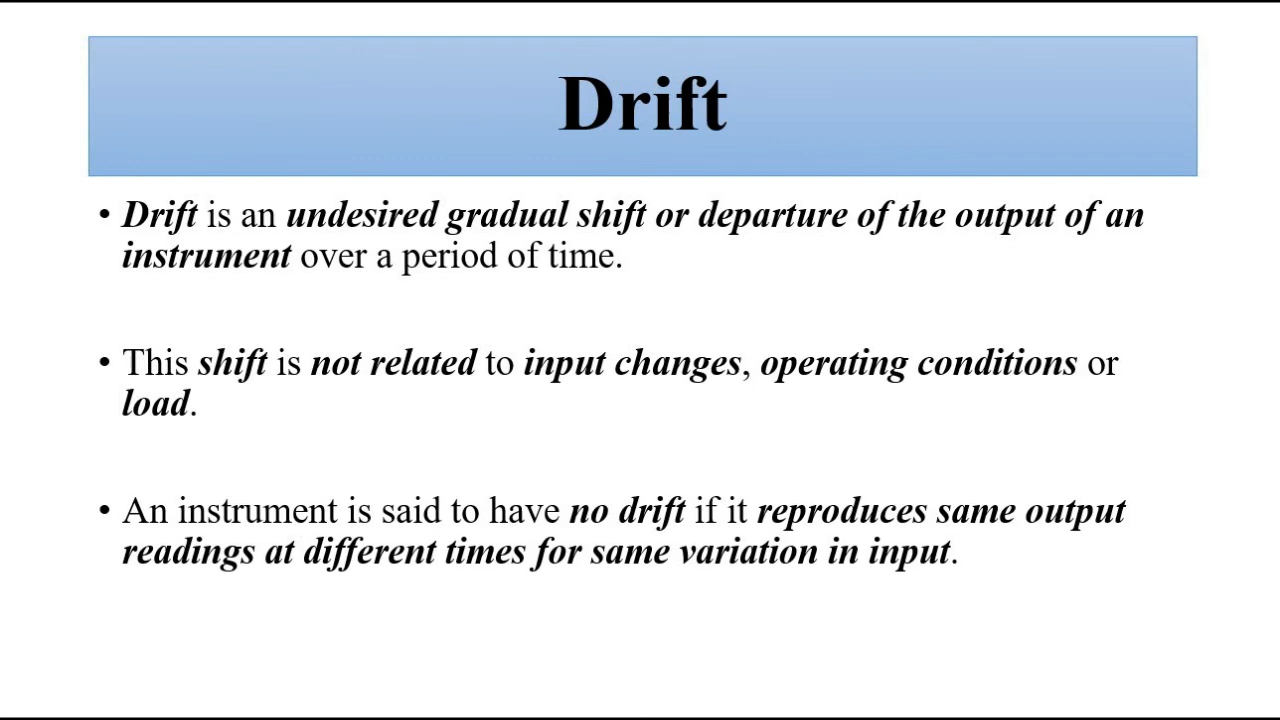 Drift
• Drift is an undesired gradual shift or departure of the output of an
instrument over a period of time.
• This shift is not related to input changes, operating conditions or
load.
• An instrument is said to have no drift if it reproduces same output
readings at different times for same variation in input.